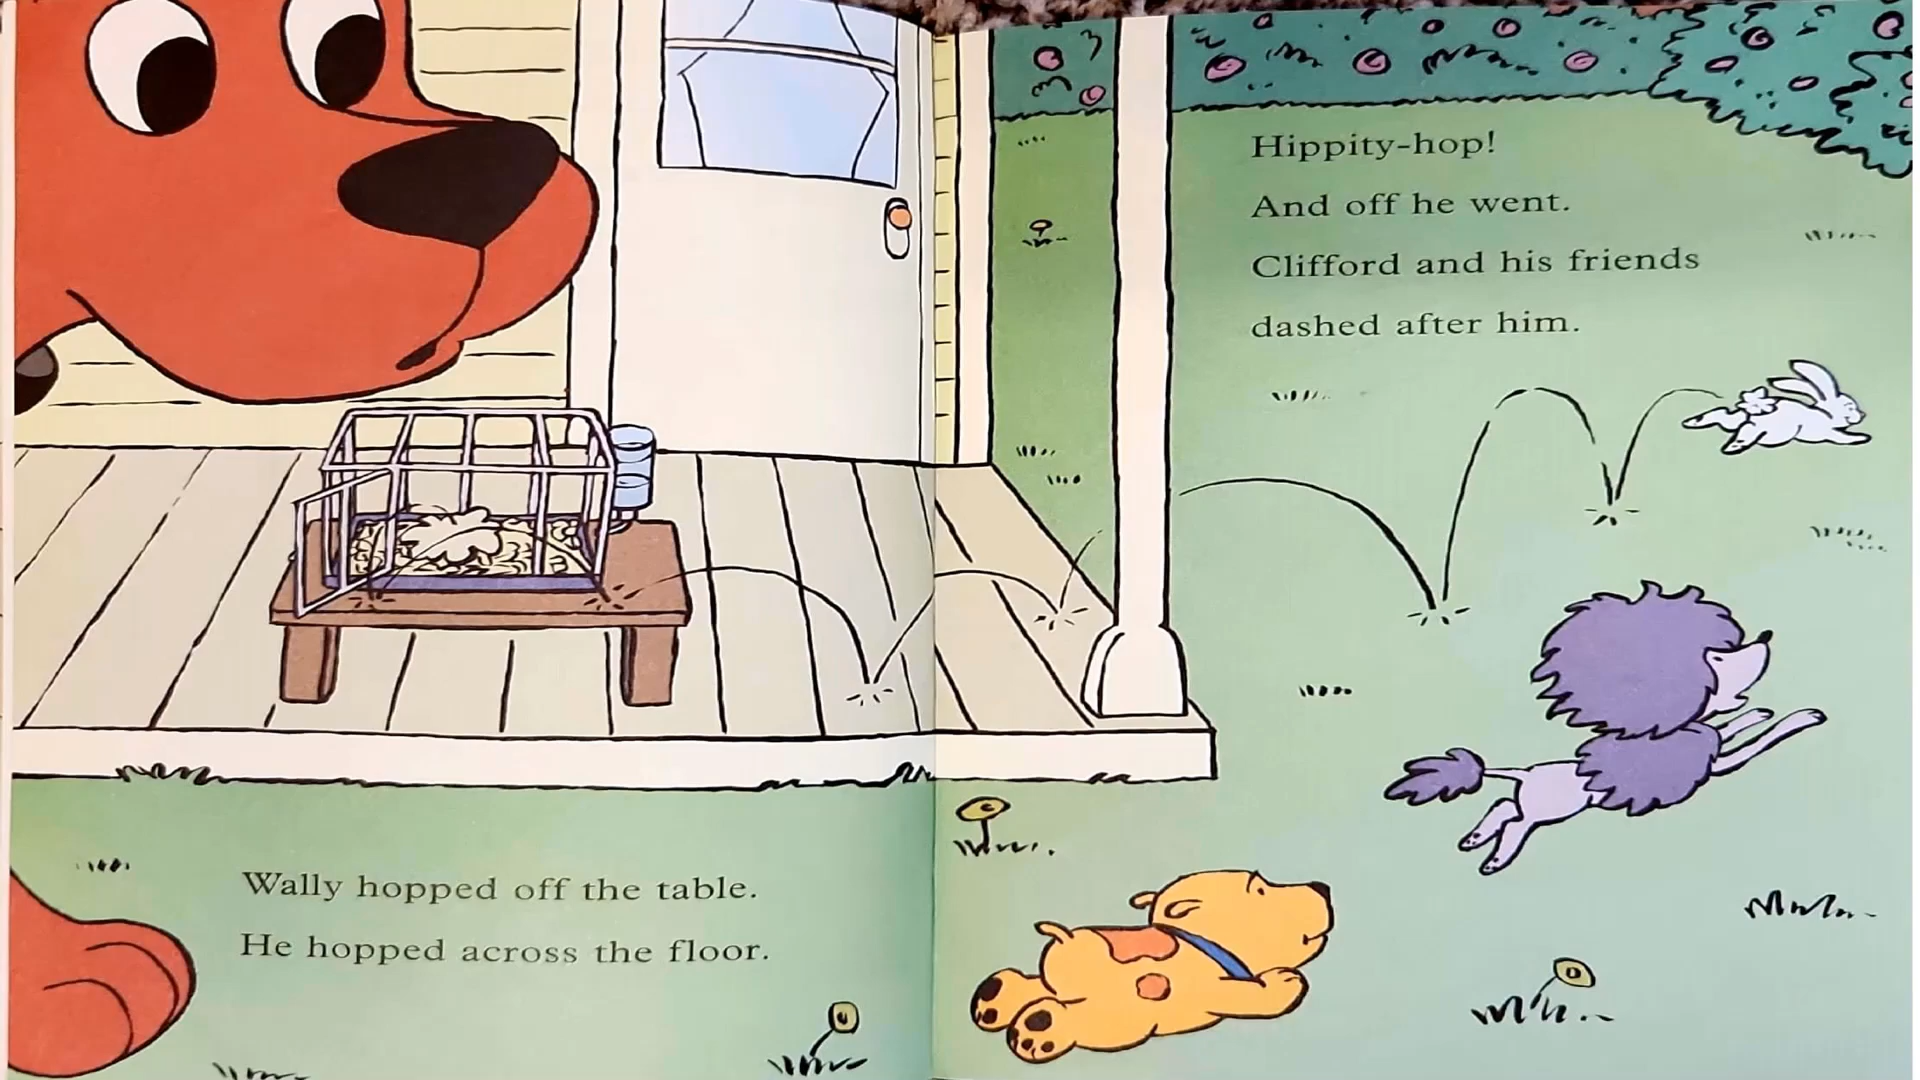 Wally hopped off the table.
He hopped across the floor.
Hippity-hop!
And off he went.
Clifford and his friends
dashed after him.